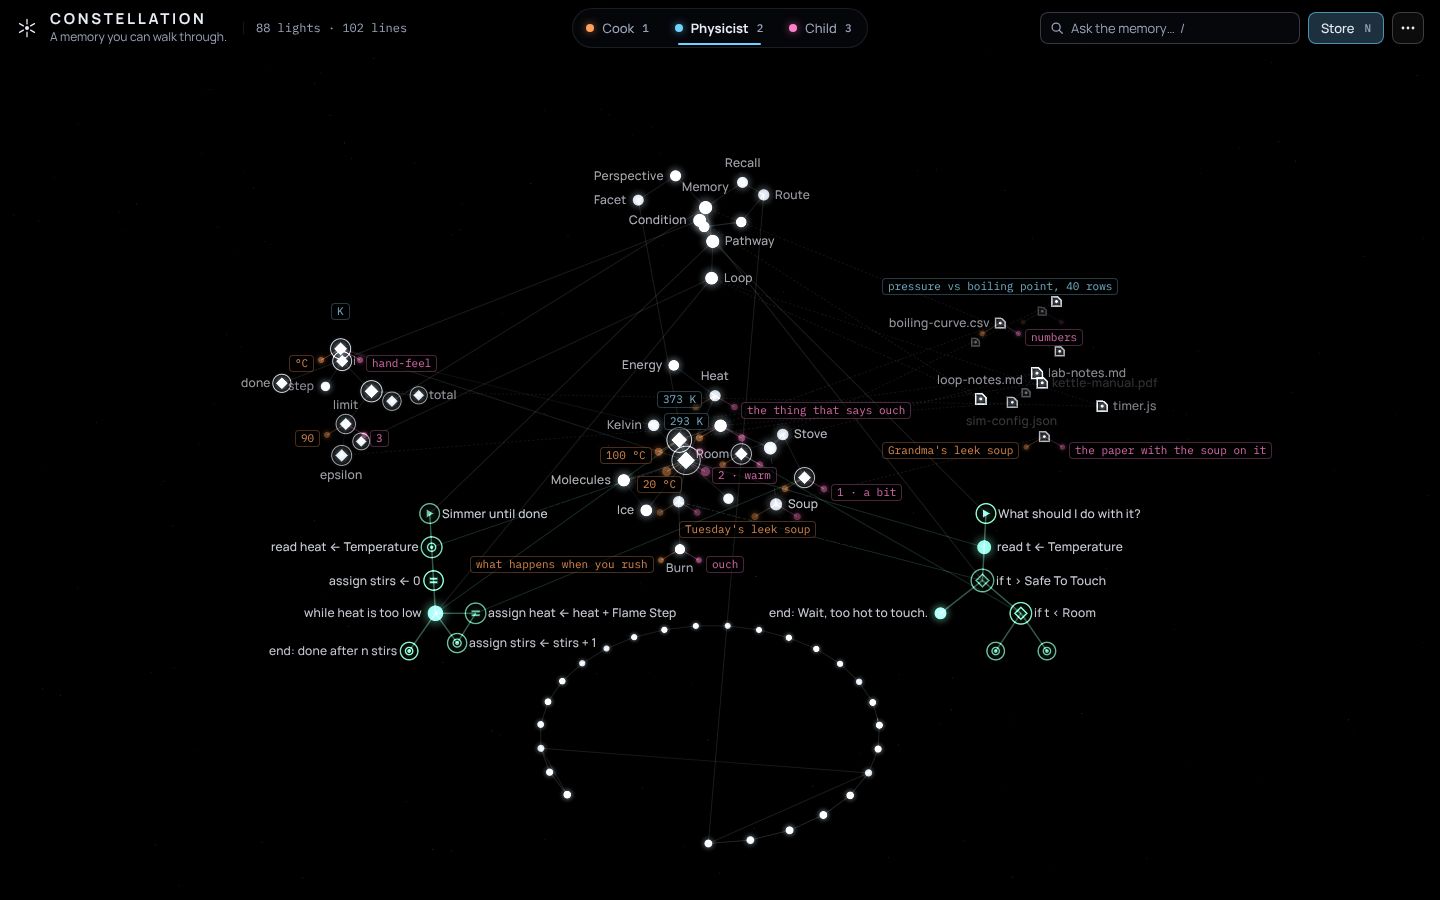 CONSTELLATION
A memory you can walk through.
88 lights · 102 lines
Cook 1
Physicist 2
Child 3
Ask the memory… /
Store N
Recall
Perspective
Memory
Facet
Route
Condition
Pathway
Loop
pressure vs boiling point, 40 rows
K
boiling-curve.csv
numbers
°C
hand-feel
Energy
Heat
done
step
total
loop-notes.md
lab-notes.md
kettle-manual.pdf
373 K
limit
the thing that says ouch
timer.js
293 K
sim-config.json
Kelvin
Stove
90
3
100 °C
Room
Grandma's leek soup
the paper with the soup on it
epsilon
Molecules
20 °C
2 · warm
1 · a bit
Ice
Soup
Simmer until done
What should I do with it?
Tuesday's leek soup
read heat ← Temperature
read t ← Temperature
what happens when you rush
Burn
ouch
assign stirs ← 0
if t > Safe To Touch
while heat is too low
assign heat ← heat + Flame Step
end: Wait, too hot to touch.
if t < Room
assign stirs ← stirs + 1
end: done after n stirs